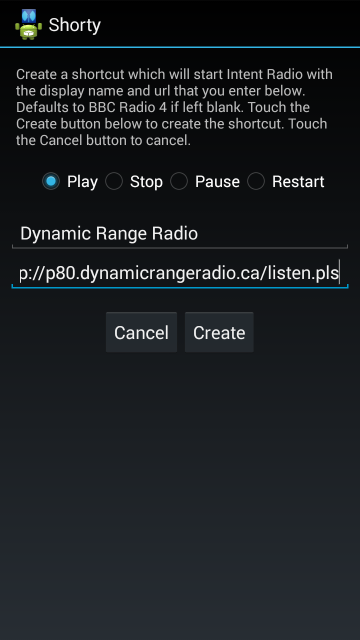 Shorty
Create a shortcut which will start Intent Radio with
the display name and url that you enter below.
Defaults to BBC Radio 4 if left blank. Touch the
Create button below to create the shortcut. Touch
the Cancel button to cancel.
Play Stop Pause Restart
Dynamic Range Radio
p://p80.dynamicrangeradio.ca/listen.pls
Cancel Create